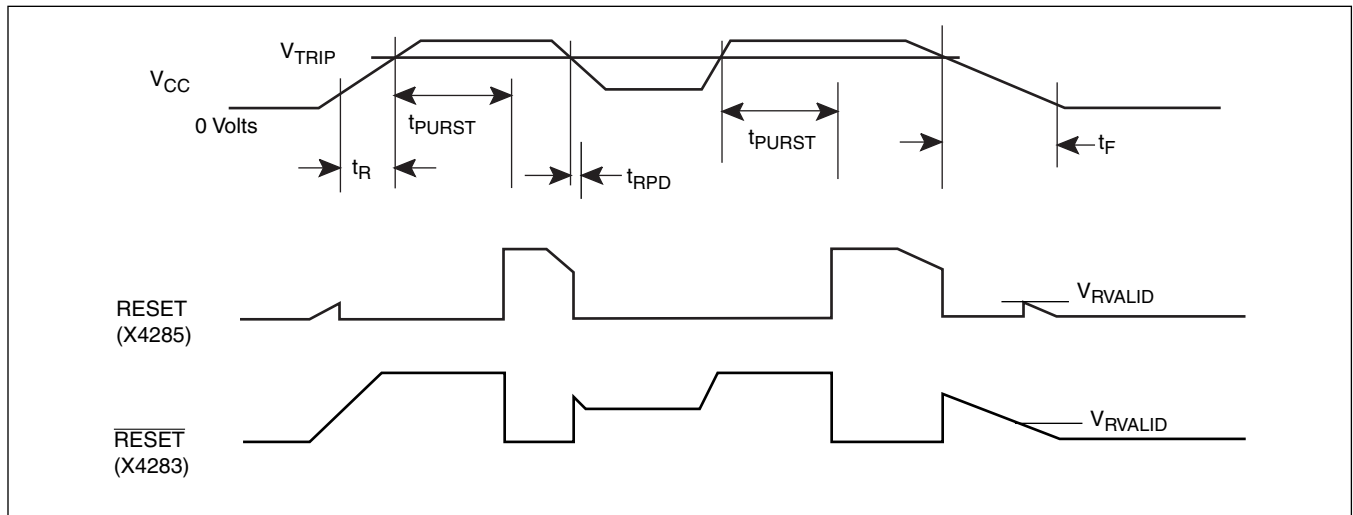 VTRIP
VCC
0 Volts
tPURST
tPURST
tR
tRPD
tF
RESET
(X4285)
VRVALID
RESET
(X4283)
VRVALID